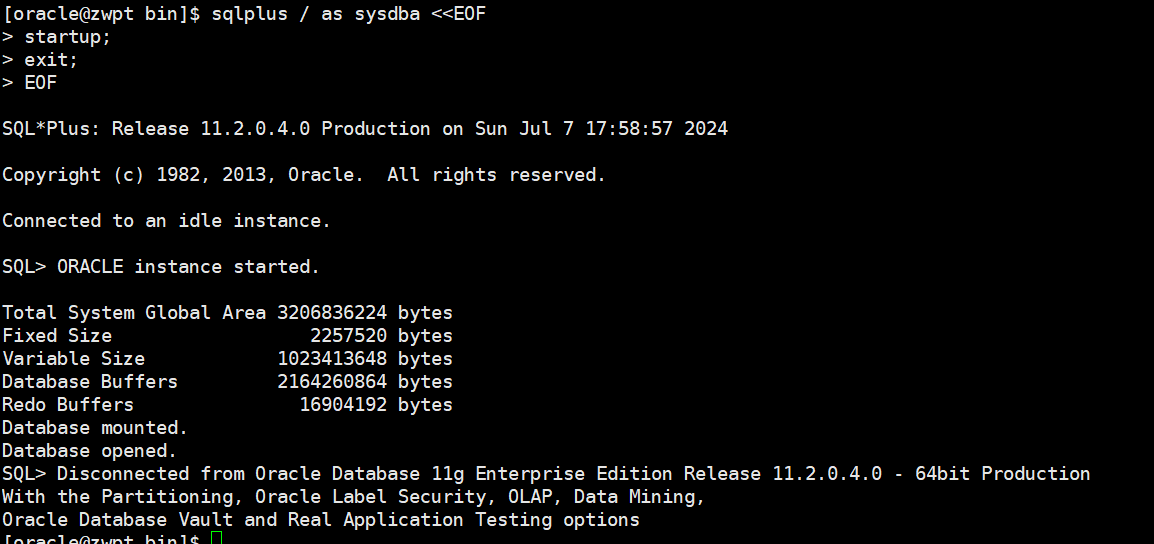 [oracle@zwpt bin]$ sqlplus / as sysdba <<EOF
> startup;
> exit;
> EOF
SQL*Plus: Release 11.2.0.4.0 Production on Sun Jul 7 17:58:57 2024
Copyright (c) 1982, 2013, Oracle.  All rights reserved.
Connected to an idle instance.
SQL> ORACLE instance started.
Total System Global Area 3206836224 bytes
Fixed Size                  2257520 bytes
Variable Size            1023413648 bytes
Database Buffers         2164260864 bytes
Redo Buffers               16904192 bytes
Database mounted.
Database opened.
SQL> Disconnected from Oracle Database 11g Enterprise Edition Release 11.2.0.4.0 - 64bit Production
With the Partitioning, Oracle Label Security, OLAP, Data Mining,
Oracle Database Vault and Real Application Testing options
[oracle@zwpt bin]$